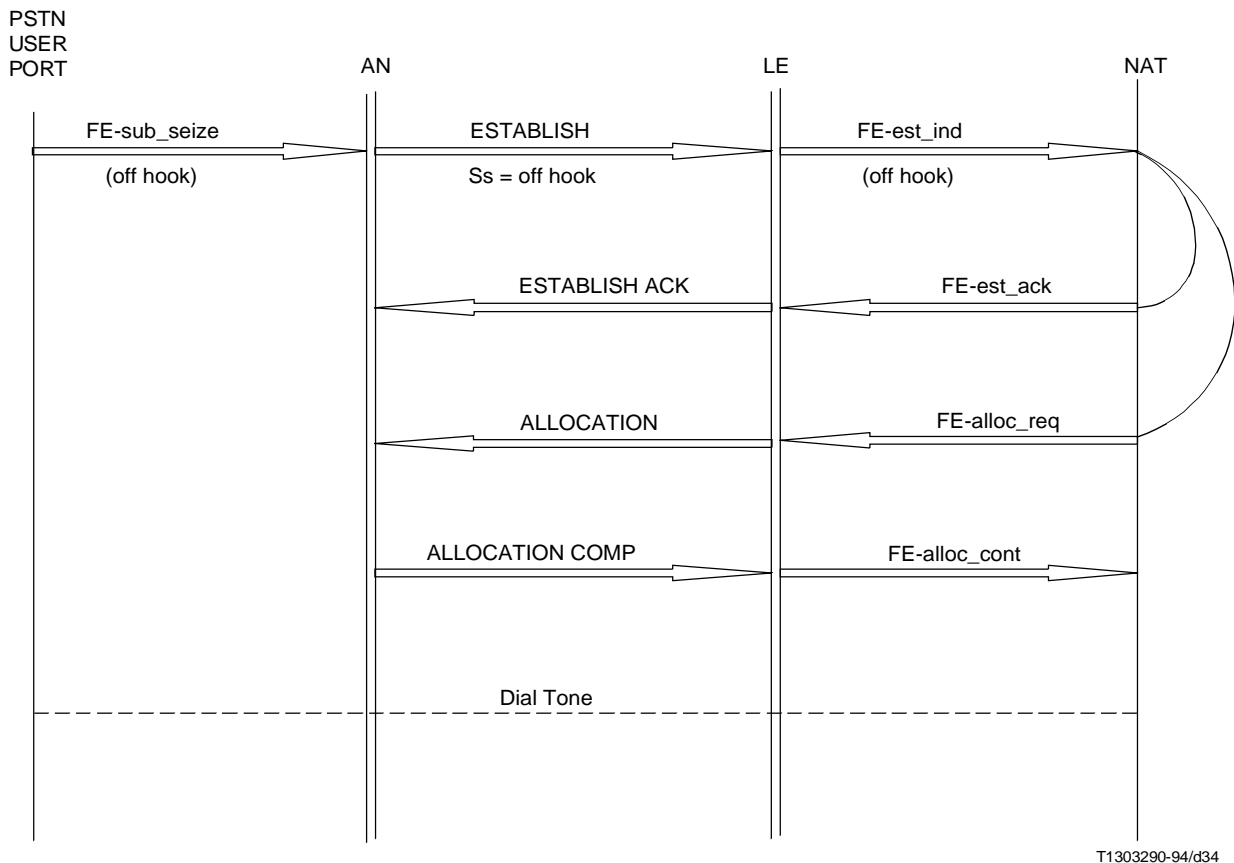 PSTN
USER
PORT
AN
LE
NAT
FE-sub_seize
ESTABLISH
FE-est_ind
(off hook)
Ss = off hook
(off hook)
ESTABLISH ACK
FE-est_ack
ALLOCATION
FE-alloc_req
ALLOCATION COMP
FE-alloc_cont
Dial Tone
T1303290-94/d34